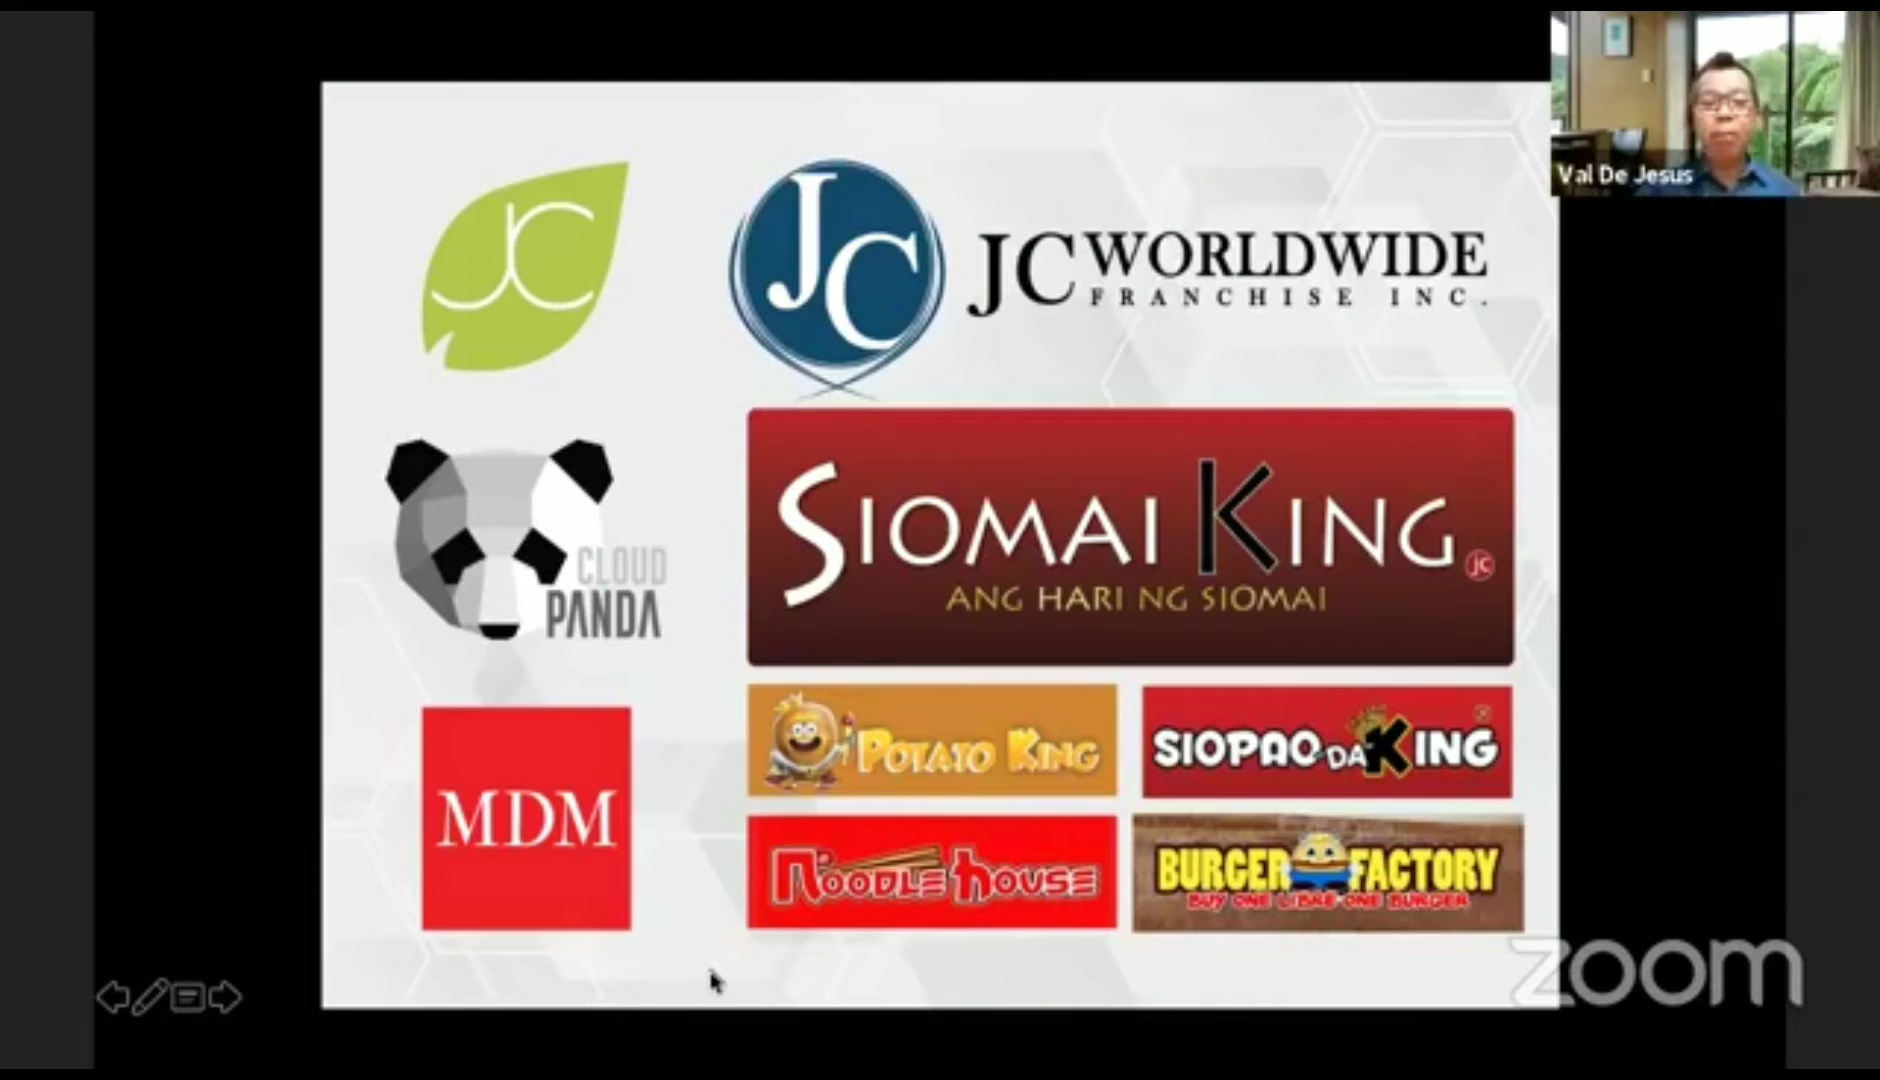 Val De Jesus
JC
JC
JC WORLDWIDE
FRANCHISE INC.
CLOUD
PANDA
SIOMAI KING
JC
ANG HARI NG SIOMAI
POTATO KING
SIOPAO DA KING
MDM
NOODLE HOUSE
BURGER FACTORY
BUY ONE LIBRE ONE BURGER
zoom